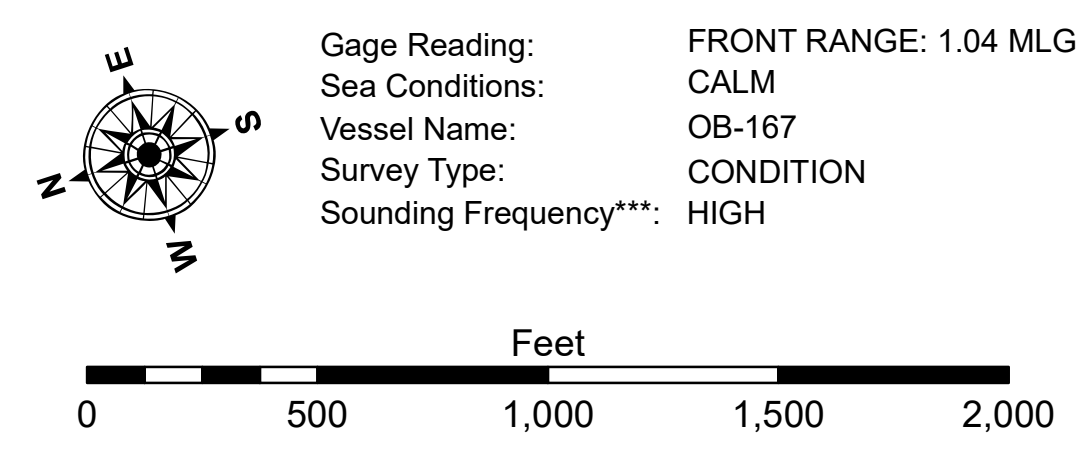 E
S
N
W
Gage Reading: FRONT RANGE: 1.04 MLG
Sea Conditions: CALM
Vessel Name: OB-167
Survey Type: CONDITION
Sounding Frequency***: HIGH
Feet
0 500 1,000 1,500 2,000